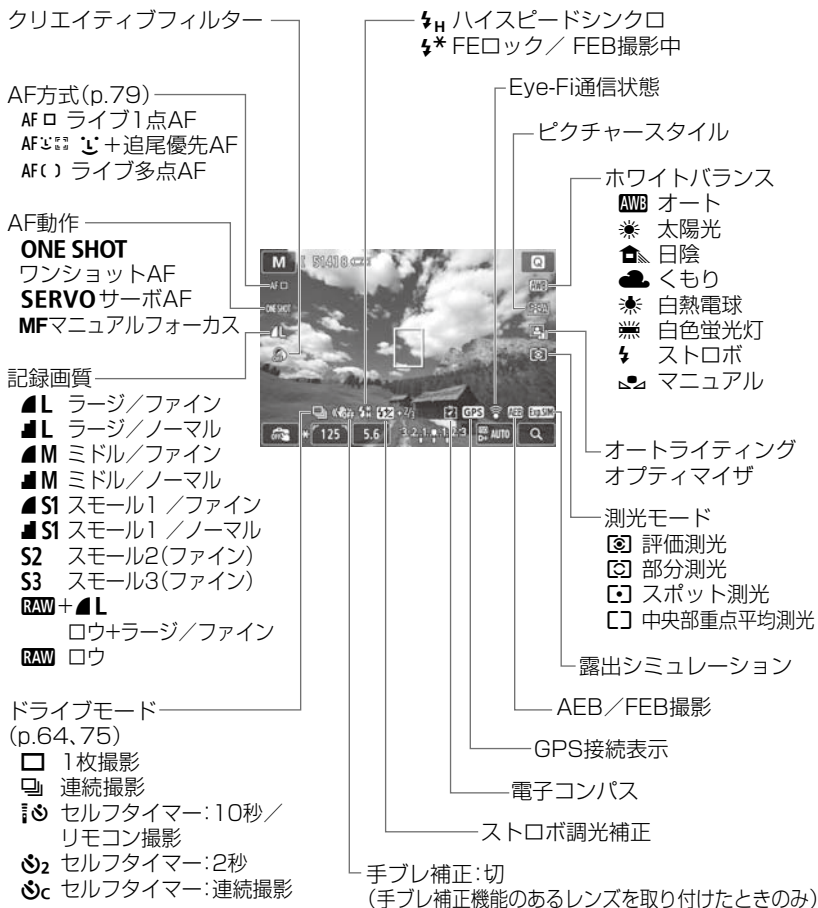 クリエイティブフィルター
H ハイスピードシンクロ
FEロック／ FEB撮影中
AF方式(p.79)
AF ライブ1点AF
AF ＋追尾優先AF
AF( ) ライブ多点AF
Eye-Fi通信状態
ピクチャースタイル
ホワイトバランス
AWB オート
太陽光
日陰
くもり
白熱電球
白色蛍光灯
ストロボ
マニュアル
AF動作
ONE SHOT
ワンショットAF
SERVO サーボAF
MFマニュアルフォーカス
記録画質
L ラージ／ファイン
L ラージ／ノーマル
M ミドル／ファイン
M ミドル／ノーマル
S1 スモール1 ／ファイン
S1 スモール1 ／ノーマル
S2 スモール2(ファイン)
S3 スモール3(ファイン)
RAW＋L
ロウ+ラージ／ファイン
RAW ロウ
M
Q
AF
AWB
ONE SHOT
L
+2/3
GPS
AEB
Exp.SIM
125
5.6
3..2..1..0..1..2..3
D+
AUTO
オートライティング
オプティマイザ
測光モード
評価測光
部分測光
スポット測光
中央部重点平均測光
露出シミュレーション
AEB／FEB撮影
GPS接続表示
電子コンパス
ストロボ調光補正
手ブレ補正：切
（手ブレ補正機能のあるレンズを取り付けたときのみ）
ドライブモード
(p.64、75)
1枚撮影
連続撮影
セルフタイマー：10秒／
リモコン撮影
2 セルフタイマー：2秒
C セルフタイマー：連続撮影